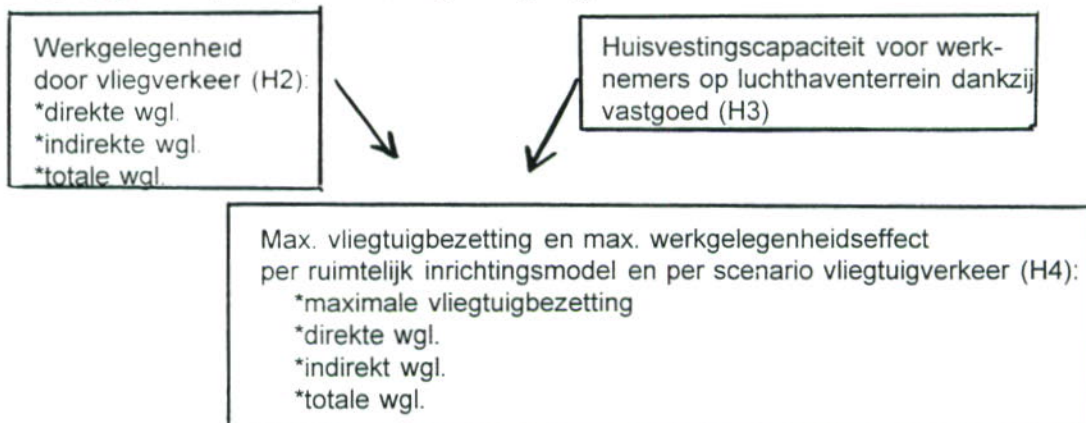 Werkgelegenheid
door vliegverkeer (H2):
*direkte wgl.
*indirekte wgl.
*totale wgl.
Huisvestingscapaciteit voor werk-
nemers op luchthaventerrein dankzij
vastgoed (H3)
Max. vliegtuigbezetting en max. werkgelegenheidseffect
per ruimtelijk inrichtingsmodel en per scenario vliegtuigverkeer (H4):
*maximale vliegtuigbezetting
*direkte wgl.
*indirekt wgl.
*totale wgl.